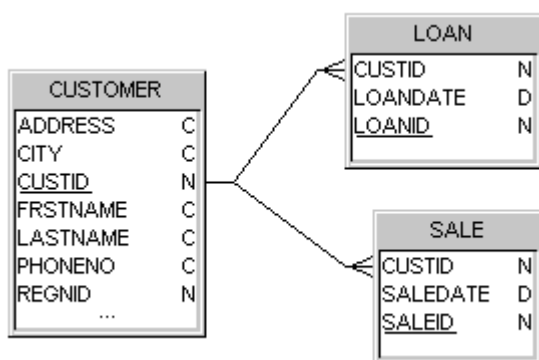 CUSTOMER
ADDRESS C
CITY C
CUSTID N
FRSTNAME C
LASTNAME C
PHONENO C
REGNID N
...
LOAN
CUSTID N
LOANDATE D
LOANID N
SALE
CUSTID N
SALEDATE D
SALEID N